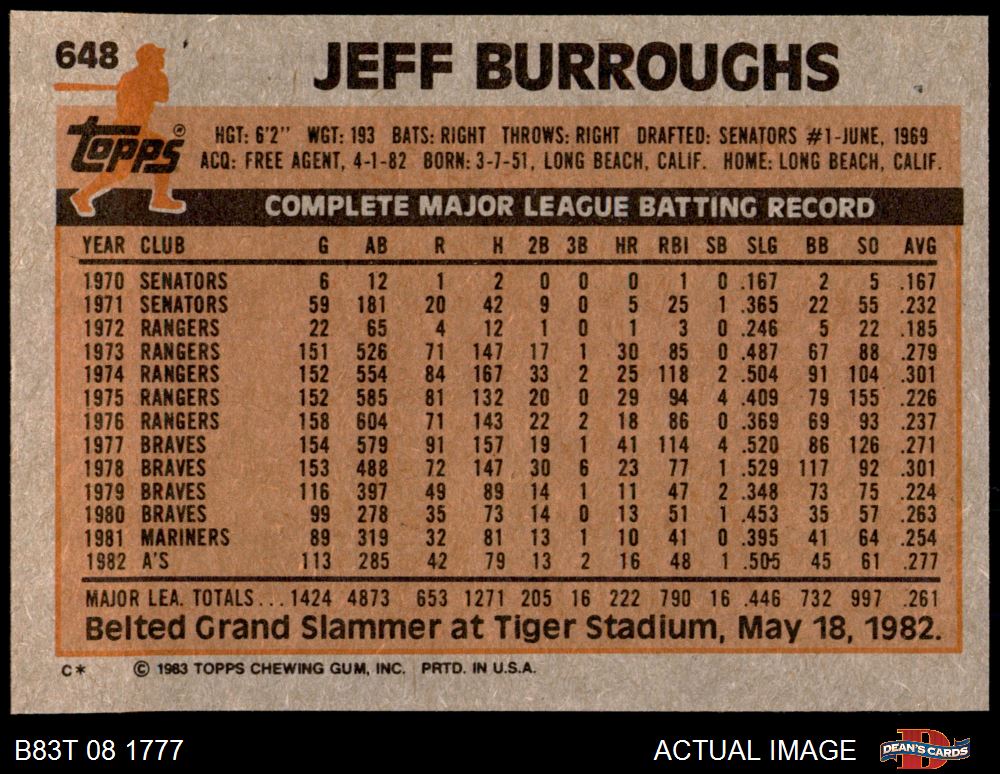 648 JEFF BURROUGHS
topps®
HGT: 6'2" WGT: 193 BATS: RIGHT THROWS: RIGHT DRAFTED: SENATORS #1-JUNE, 1969
ACQ: FREE AGENT, 4-1-82 BORN: 3-7-51, LONG BEACH, CALIF. HOME: LONG BEACH, CALIF.
COMPLETE MAJOR LEAGUE BATTING RECORD
YEAR CLUB G AB R H 2B 3B HR RBI SB SLG BB SO AVG
1970 SENATORS 6 12 1 2 0 0 0 1 0 .167 2 5 .167
1971 SENATORS 59 181 20 42 9 0 5 25 1 .365 22 55 .232
1972 RANGERS 22 65 4 12 1 0 1 3 0 .246 5 22 .185
1973 RANGERS 151 526 71 147 17 1 30 85 0 .487 67 88 .279
1974 RANGERS 152 554 84 167 33 2 25 118 2 .504 91 104 .301
1975 RANGERS 152 585 81 132 20 0 29 94 4 .409 79 155 .226
1976 RANGERS 158 604 71 143 22 2 18 86 0 .369 69 93 .237
1977 BRAVES 154 579 91 157 19 1 41 114 4 .520 86 126 .271
1978 BRAVES 153 488 72 147 30 6 23 77 1 .529 117 92 .301
1979 BRAVES 116 397 49 89 14 1 11 47 2 .348 73 75 .224
1980 BRAVES 99 278 35 73 14 0 13 51 1 .453 35 57 .263
1981 MARINERS 89 319 32 81 13 1 10 41 0 .395 41 64 .254
1982 A'S 113 285 42 79 13 2 16 48 1 .505 45 61 .277
MAJOR LEA. TOTALS...1424 4873 653 1271 205 16 222 790 16 .446 732 997 .261
Belted Grand Slammer at Tiger Stadium, May 18, 1982.
C* © 1983 TOPPS CHEWING GUM, INC. PRTD. IN U.S.A.
B83T 08 1777 ACTUAL IMAGE DEAN'S CARDS